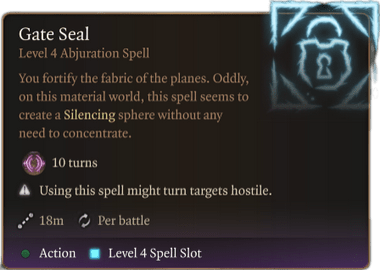 Gate Seal
Level 4 Abjuration Spell
You fortify the fabric of the planes. Oddly,
on this material world, this spell seems to
create a Silencing sphere without any
need to concentrate.
10 turns
Using this spell might turn targets hostile.
18m Per battle
Action Level 4 Spell Slot